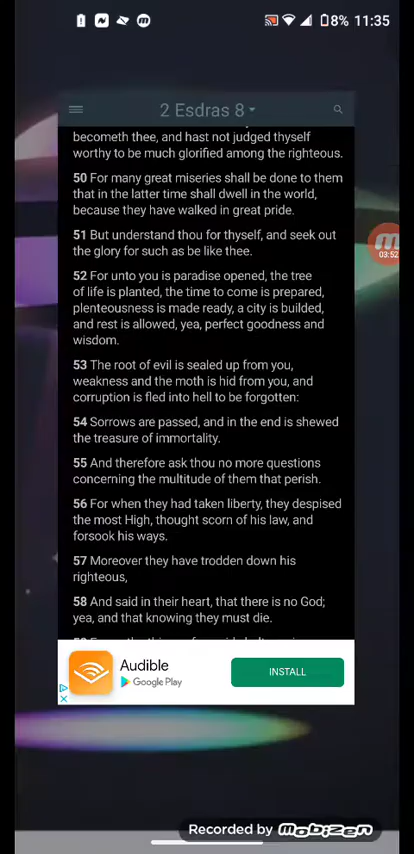 8% 11:35
2 Esdras 8
becometh thee, and hast not judged thyself
worthy to be much glorified among the righteous.
50 For many great miseries shall be done to them
that in the latter time shall dwell in the world,
because they have walked in great pride.
51 But understand thou for thyself, and seek out
the glory for such as be like thee.
03:52
52 For unto you is paradise opened, the tree
of life is planted, the time to come is prepared,
plenteousness is made ready, a city is builded,
and rest is allowed, yea, perfect goodness and
wisdom.
53 The root of evil is sealed up from you,
weakness and the moth is hid from you, and
corruption is fled into hell to be forgotten:
54 Sorrows are passed, and in the end is shewed
the treasure of immortality.
55 And therefore ask thou no more questions
concerning the multitude of them that perish.
56 For when they had taken liberty, they despised
the most High, thought scorn of his law, and
forsook his ways.
57 Moreover they have trodden down his
righteous,
58 And said in their heart, that there is no God;
yea, and that knowing they must die.
Audible
Google Play
INSTALL
Recorded by mobizen